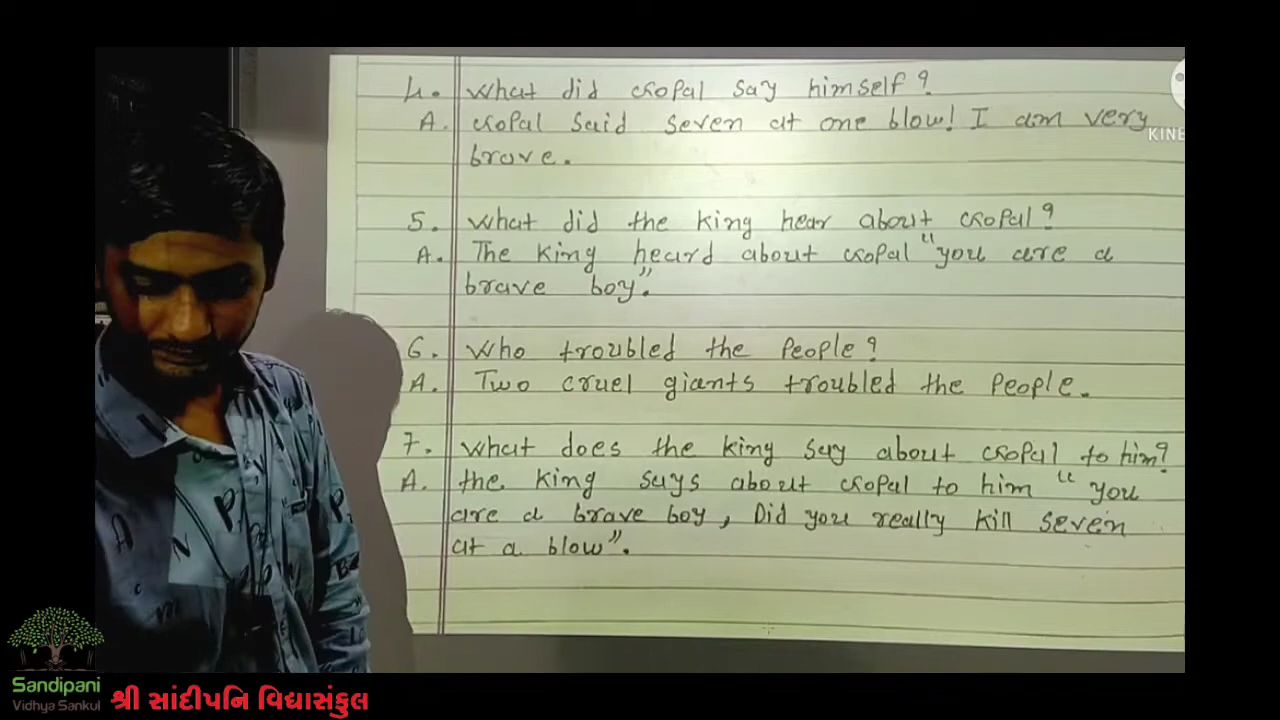 4. What did Gopal say himself?
A. Gopal said seven at one blow! I am very
brave.
5. What did the king hear about Gopal?
A. The king heard about Gopal "you are a
brave boy".
6. Who troubled the people?
A. Two cruel giants troubled the people.
7. What does the king say about Gopal to him?
A. the king says about Gopal to him "you
are a brave boy, Did you really kill seven
at a blow".
KINE
Sandipani
Vidhya Sankul
શ્રી સાંદીપનિ વિદ્યાસંકુલ